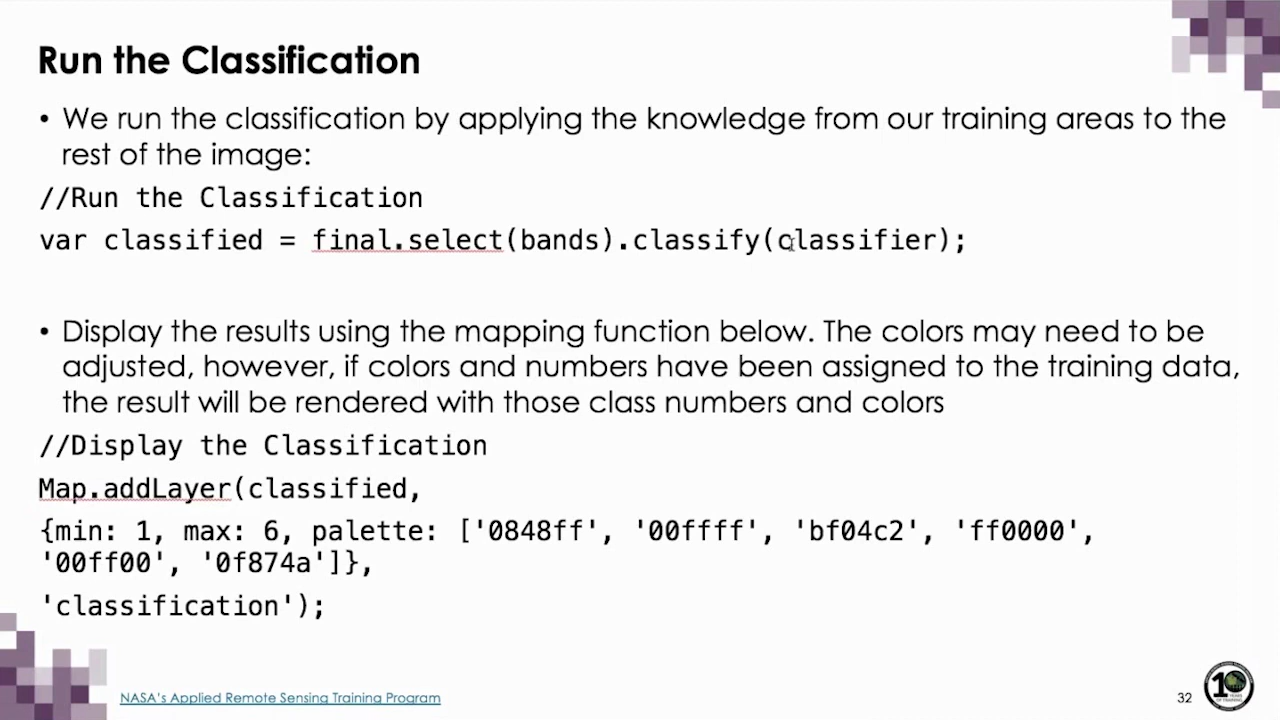 Run the Classification
• We run the classification by applying the knowledge from our training areas to the
rest of the image:
//Run the Classification
var classified = final.select(bands).classify(classifier);
• Display the results using the mapping function below. The colors may need to be
adjusted, however, if colors and numbers have been assigned to the training data,
the result will be rendered with those class numbers and colors
//Display the Classification
Map.addLayer(classified,
{min: 1, max: 6, palette: ['0848ff', '00ffff', 'bf04c2', 'ff0000',
'00ff00', '0f874a']},
'classification');
NASA's Applied Remote Sensing Training Program
32
10
YEARS
OF TRAINING